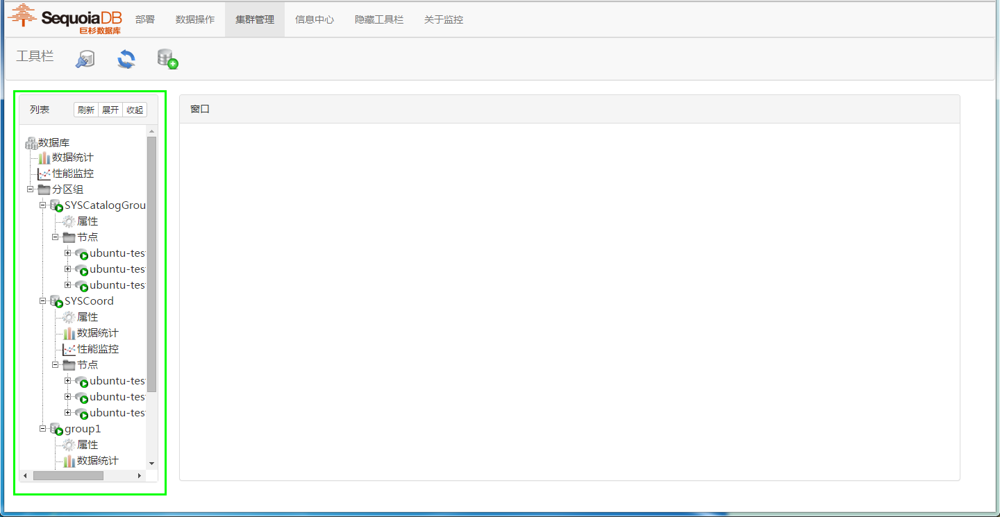 SequoiaDB
巨杉数据库
部署 数据操作 集群管理 信息中心 隐藏工具栏 关于监控
工具栏
列表 刷新 展开 收起
窗口
数据库
数据统计
性能监控
分区组
SYSCatalogGrou
属性
节点
ubuntu-tes
ubuntu-tes
ubuntu-tes
SYSCoord
属性
数据统计
性能监控
节点
ubuntu-tes
ubuntu-tes
ubuntu-tes
group1
属性
数据统计